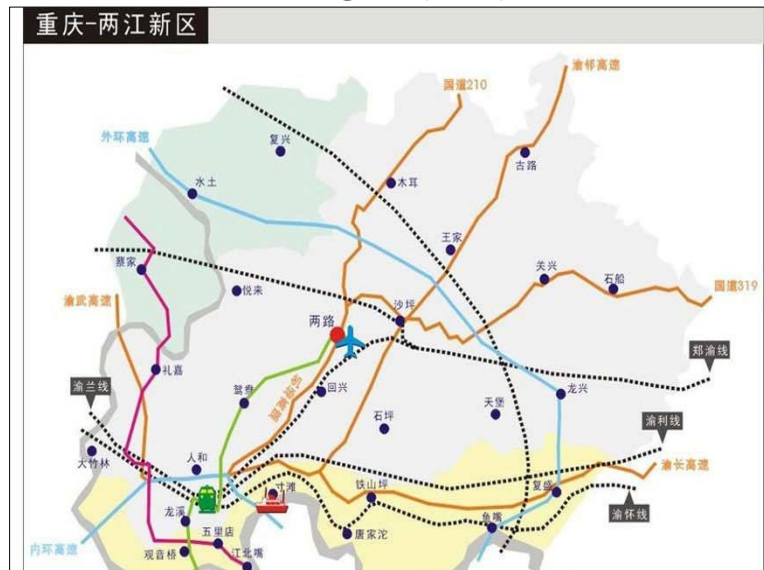 重庆-两江新区
渝邻高速
国道210
外环高速
复兴
古路
水土
木耳
王家
蔡家
关兴
石船
悦来
国道319
渝武高速
沙坪
两路
郑渝线
礼嘉
渝兰线
鸳鸯
回兴
龙兴
天堡
石坪
渝利线
大竹林
人和
渝长高速
寸滩
铁山坪
复盛
龙溪
鱼嘴
渝怀线
五里店
唐家沱
内环高速
观音桥
江北嘴